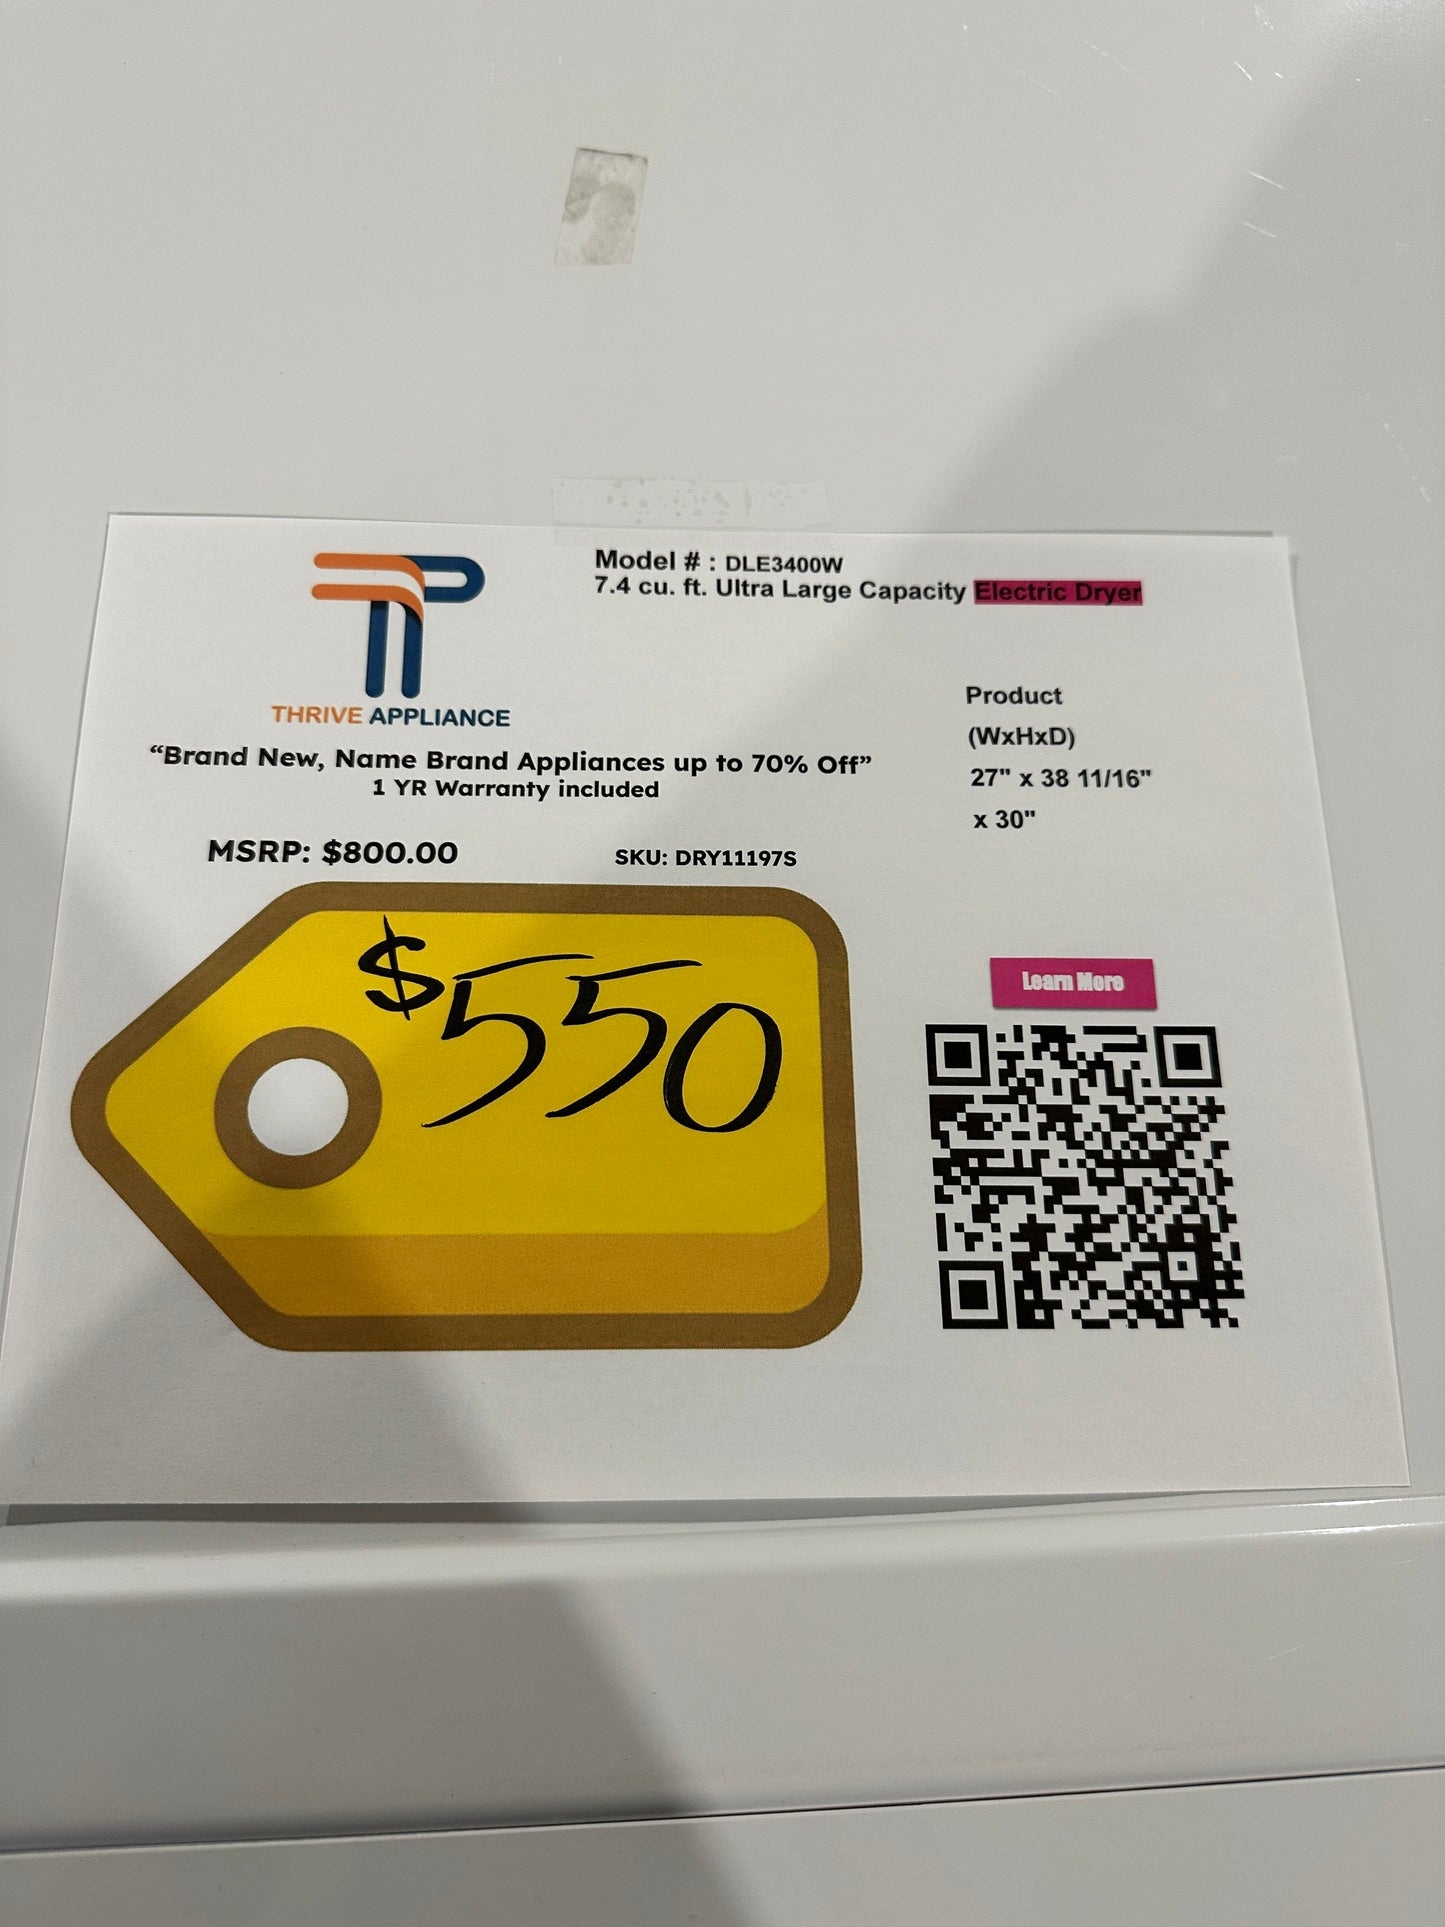 Model # : DLE3400W
7.4 cu. ft. Ultra Large Capacity Electric Dryer
THRIVE APPLIANCE
“Brand New, Name Brand Appliances up to 70% Off”
1 YR Warranty included
Product
(WxHxD)
27" x 38 11/16"
x 30"
MSRP: $800.00
SKU: DRY11197S
$550
Learn More